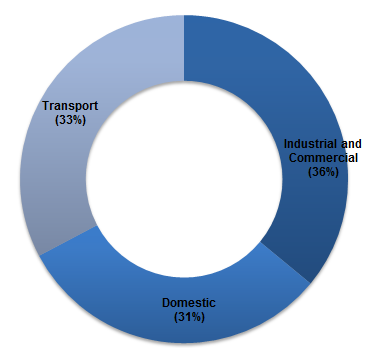 Transport
(33%)
Industrial and
Commercial
(36%)
Domestic
(31%)